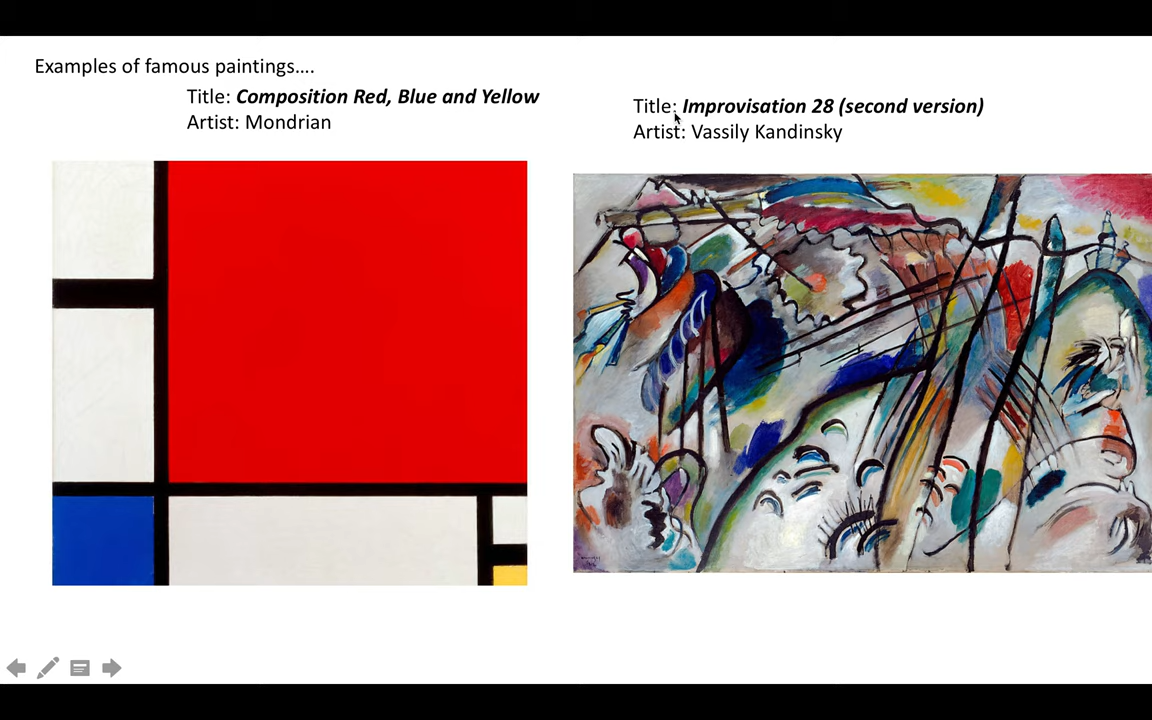 Examples of famous paintings....
Title: Composition Red, Blue and Yellow
Artist: Mondrian
Title: Improvisation 28 (second version)
Artist: Vassily Kandinsky